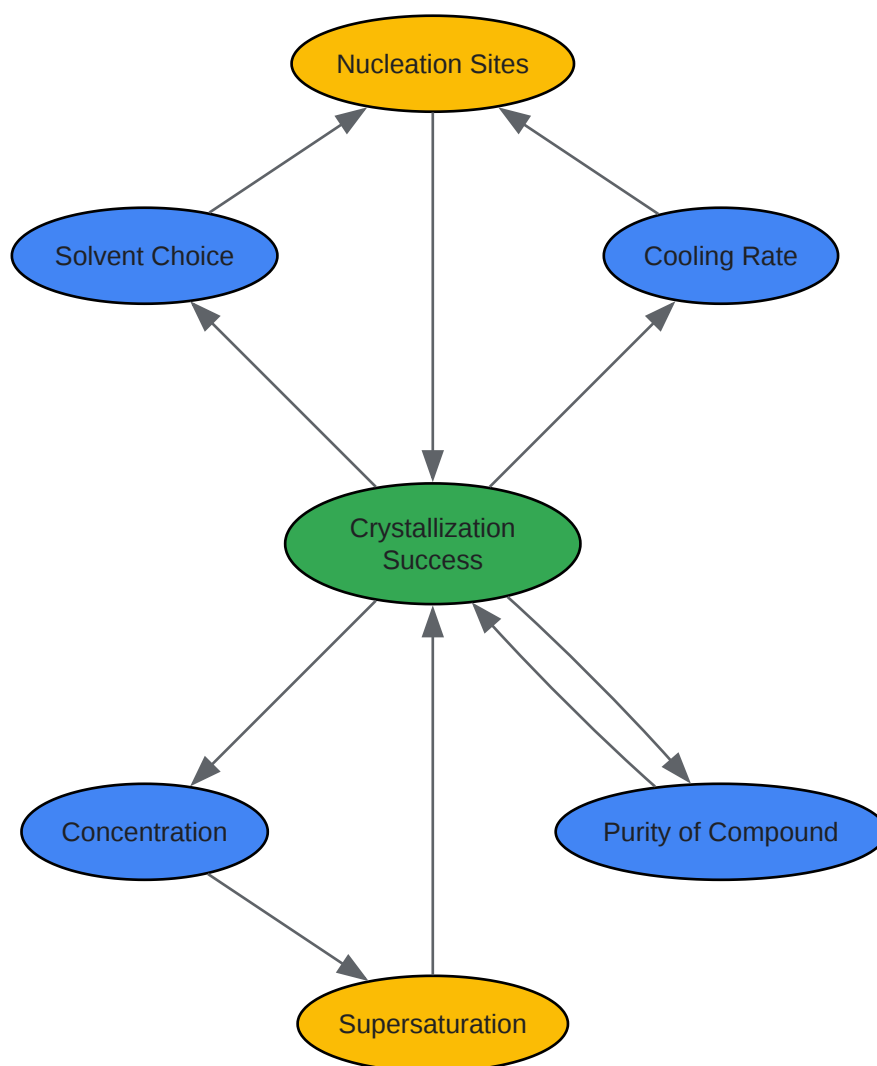 Nucleation Sites
Solvent Choice
Cooling Rate
Crystallization
Success
Concentration
Purity of Compound
Supersaturation